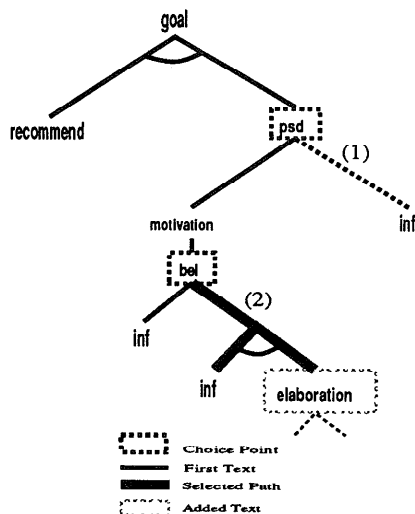 goal
recommend
psd
(1)
motivation
inf
bel
(2)
inf
inf
elaboration
Choice Point
First Text
Selected Path
Added Text